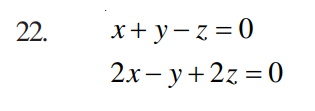 22. x + y − z = 0
2x − y + 2z = 0